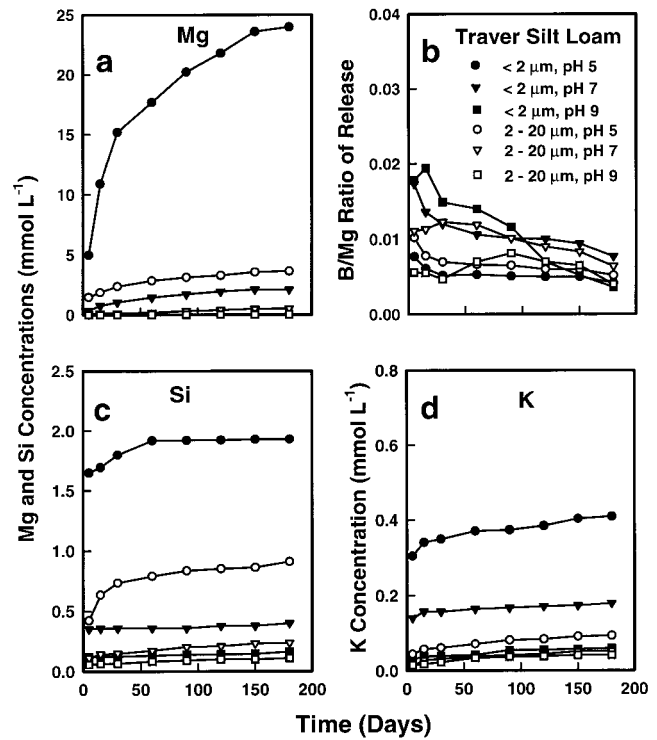 a
Mg
25
20
15
10
5
0
b
Traver Silt Loam
< 2 μm, pH 5
< 2 μm, pH 7
< 2 μm, pH 9
2 - 20 μm, pH 5
2 - 20 μm, pH 7
2 - 20 μm, pH 9
0.04
0.03
0.02
0.01
0.00
B/Mg Ratio of Release
Mg and Si Concentrations (mmol L⁻¹)
c
Si
2.5
2.0
1.5
1.0
0.5
0.0
0 50 100 150 200
d
K
0.8
0.6
0.4
0.2
0.0
K Concentration (mmol L⁻¹)
0 50 100 150 200
Time (Days)